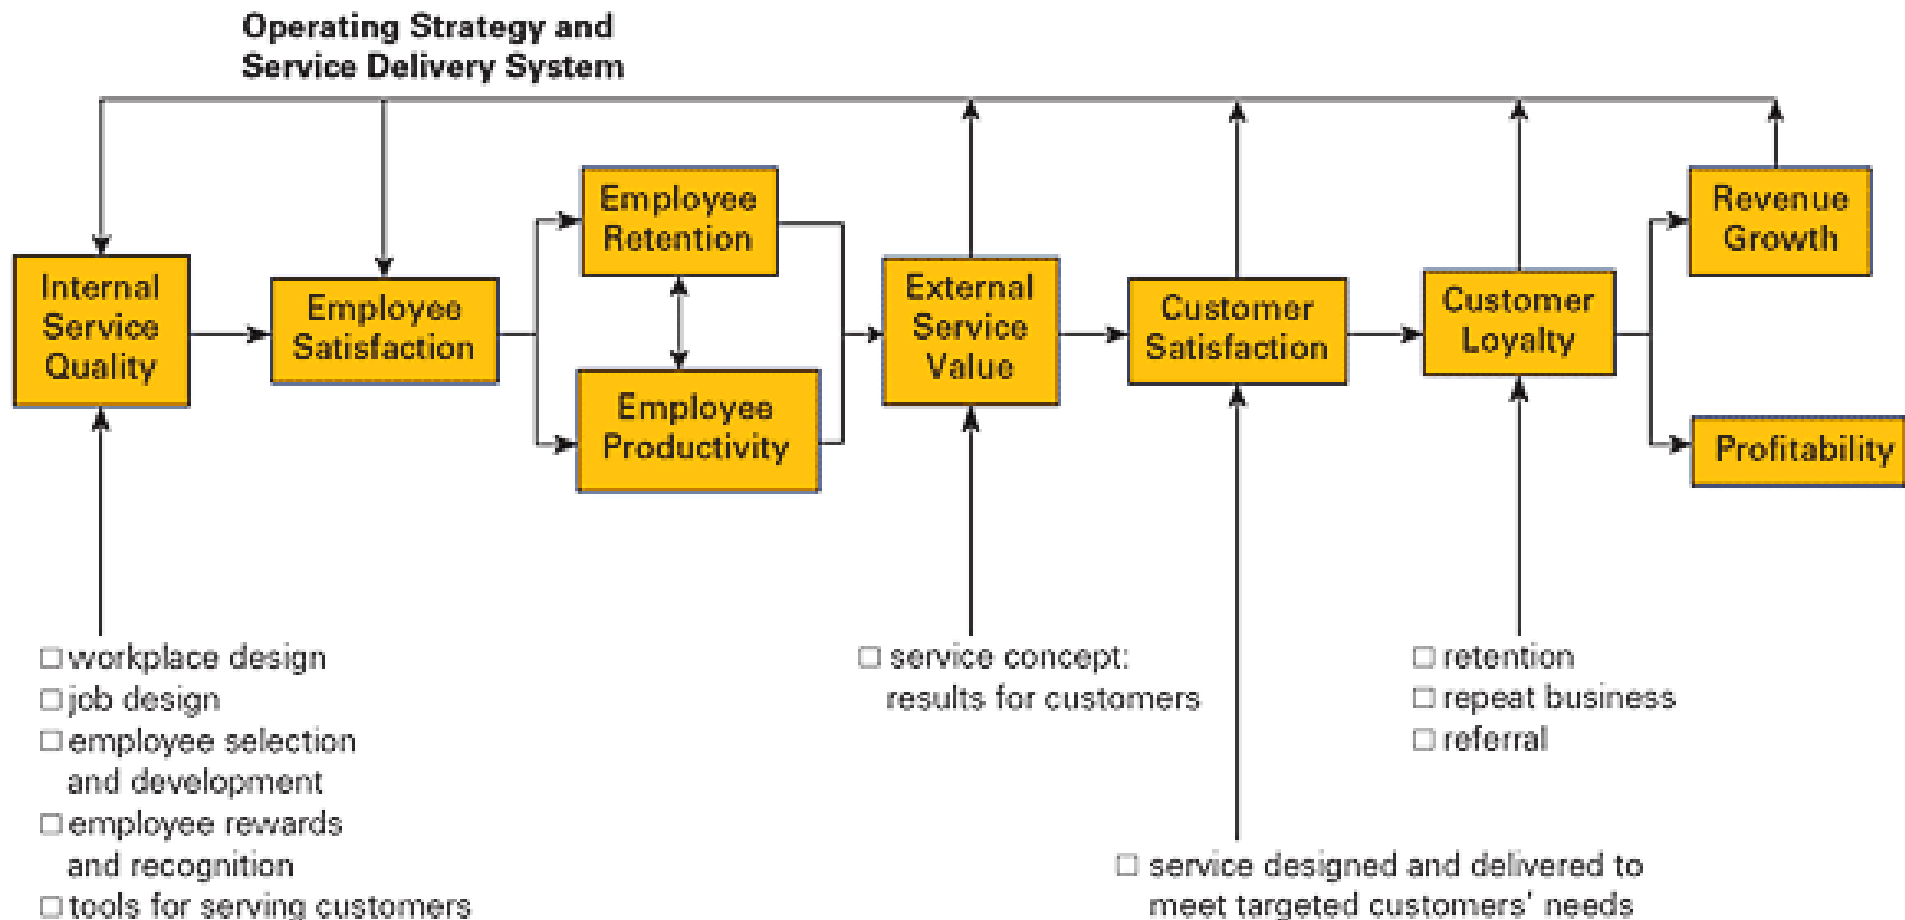 Operating Strategy and
Service Delivery System
Internal
Service
Quality
Employee
Satisfaction
Employee
Retention
Employee
Productivity
External
Service
Value
Customer
Satisfaction
Customer
Loyalty
Revenue
Growth
Profitability
□ workplace design
□ job design
□ employee selection
and development
□ employee rewards
and recognition
□ tools for serving customers
□ service concept:
results for customers
□ service designed and delivered to
meet targeted customers' needs
□ retention
□ repeat business
□ referral